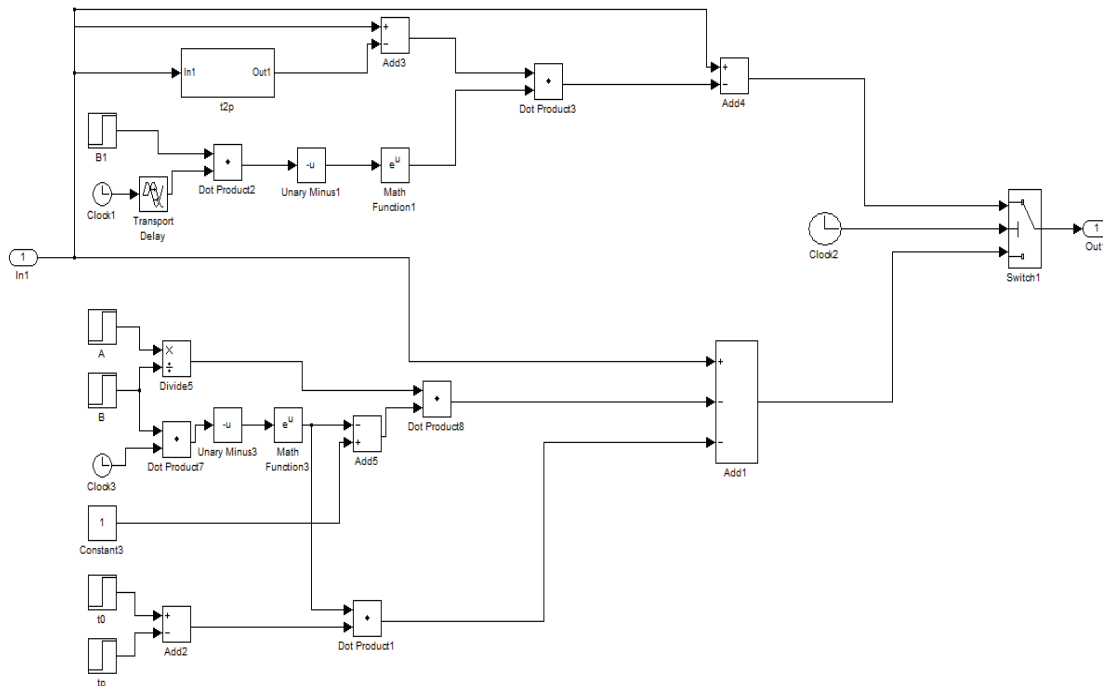 +
−
Add3
In1 Out1
t2p
Dot Product3
+
−
Add4
B1
Dot Product2
-u
Unary Minus1
e^u
Math
Function1
Clock1
Transport
Delay
1
In1
Clock2
Switch1
1
Out1
A
×
÷
Divide5
B
Dot Product7
-u
Unary Minus3
e^u
Math
Function3
−
+
Add5
Dot Product8
+
−
−
Add1
Clock3
1
Constant3
t0
+
−
Add2
Dot Product1
tp